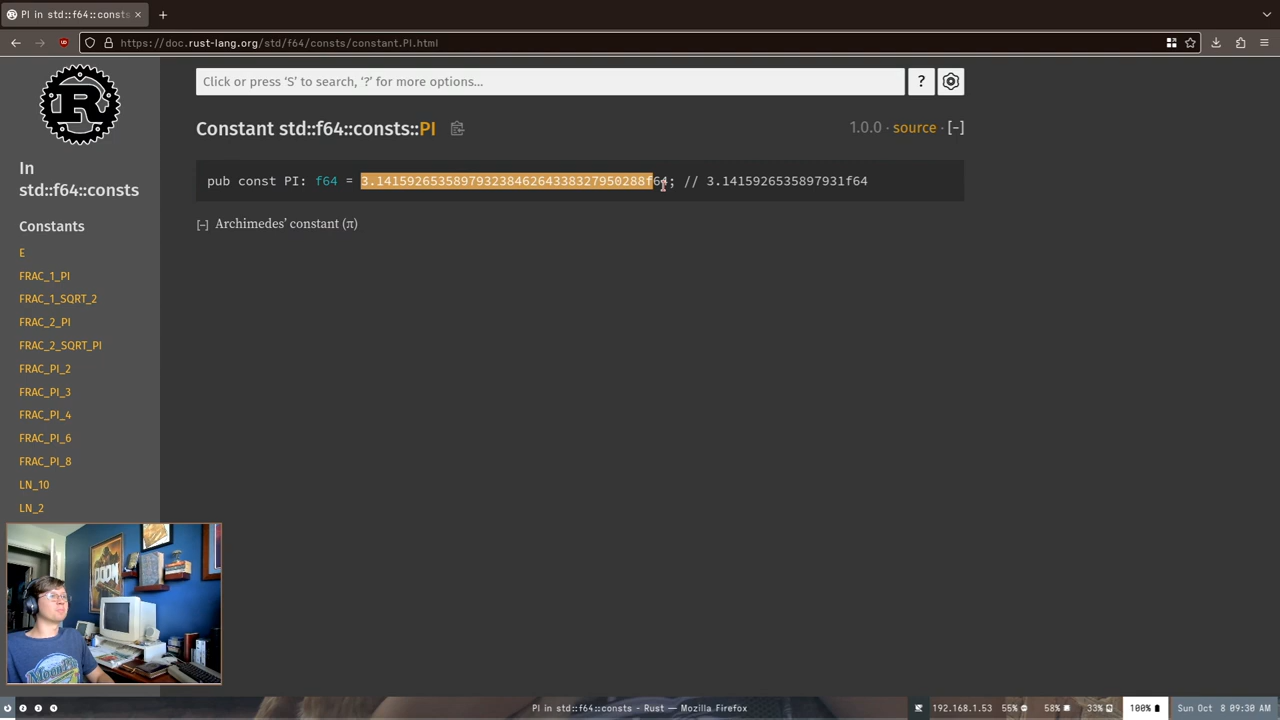 PI in std::f64::consts
https://doc.rust-lang.org/std/f64/consts/constant.PI.html
R
Click or press ‘S’ to search, ‘?’ for more options…
?
Constant std::f64::consts::PI
1.0.0 · source · [−]
In
std::f64::consts
pub const PI: f64 = 3.14159265358979323846264338327950288f64; // 3.1415926535897931f64
[−] Archimedes’ constant (π)
Constants
E
FRAC_1_PI
FRAC_1_SQRT_2
FRAC_2_PI
FRAC_2_SQRT_PI
FRAC_PI_2
FRAC_PI_3
FRAC_PI_4
FRAC_PI_6
FRAC_PI_8
LN_10
LN_2
DOOM
PI in std::f64::consts - Rust — Mozilla Firefox
192.168.1.53 55% 58% 33% 100% Sun Oct 8 09:30 AM